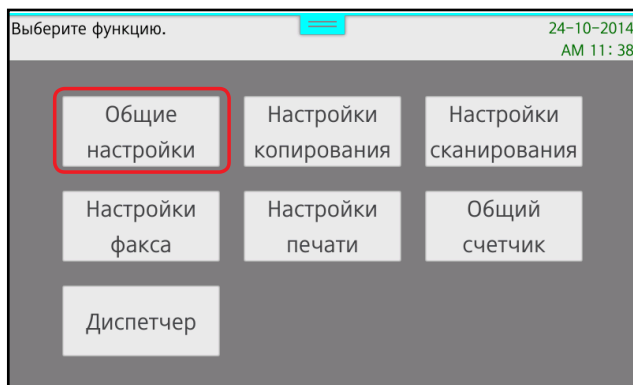 Выберите функцию.
24-10-2014
AM 11: 38
Общие
настройки
Настройки
копирования
Настройки
сканирования
Настройки
факса
Настройки
печати
Общий
счетчик
Диспетчер